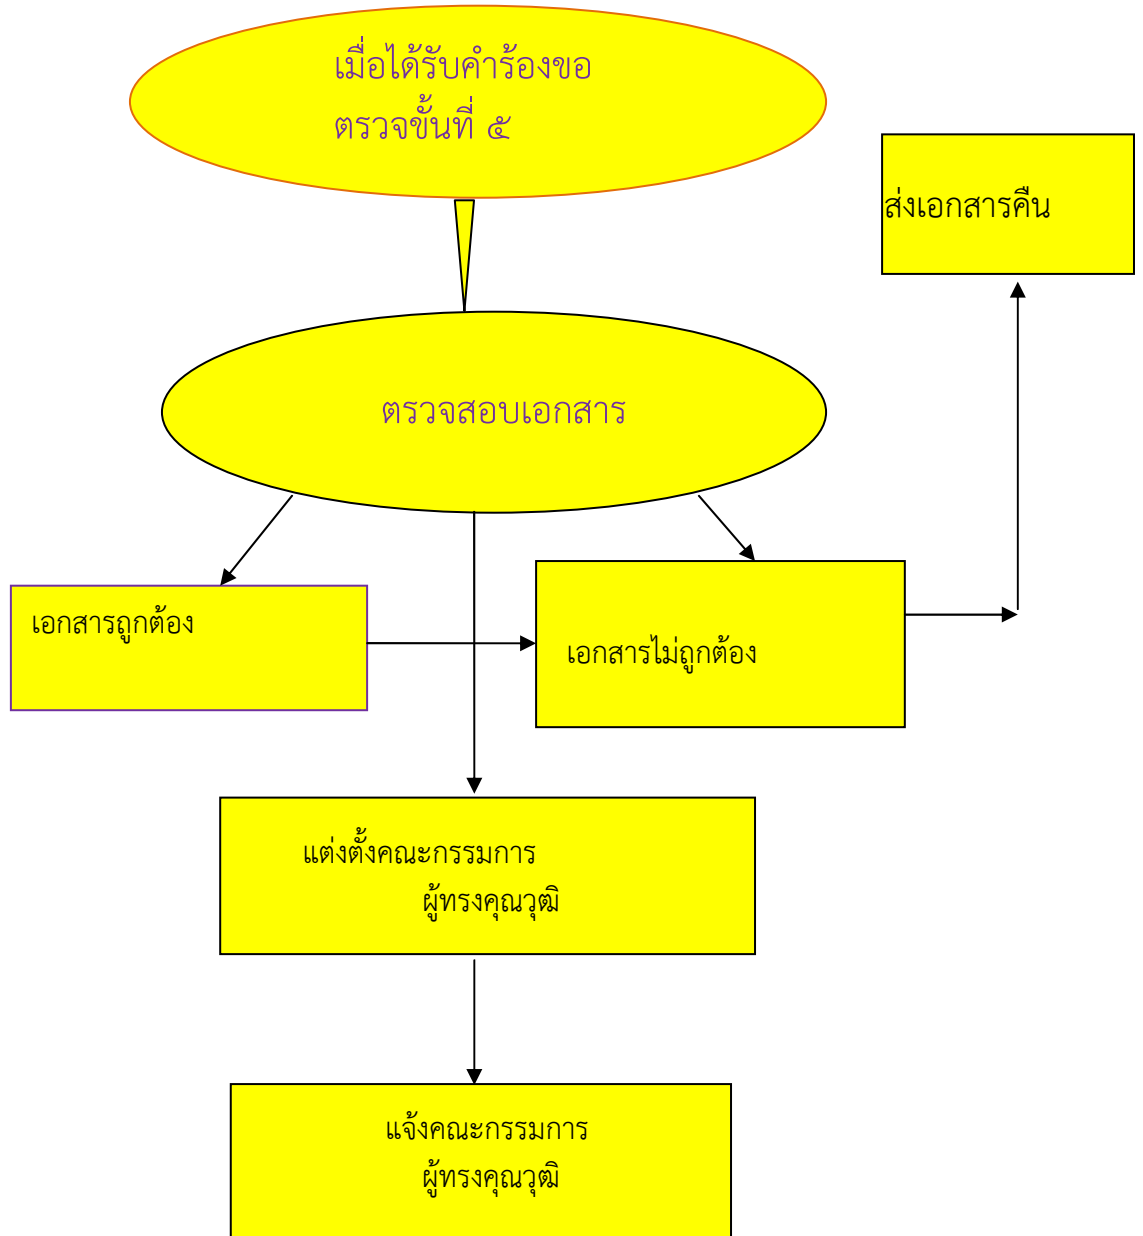 เมื่อได้รับคำร้องขอ
ตรวจขั้นที่ ๕
ส่งเอกสารคืน
ตรวจสอบเอกสาร
เอกสารถูกต้อง
เอกสารไม่ถูกต้อง
แต่งตั้งคณะกรรมการ
ผู้ทรงคุณวุฒิ
แจ้งคณะกรรมการ
ผู้ทรงคุณวุฒิ